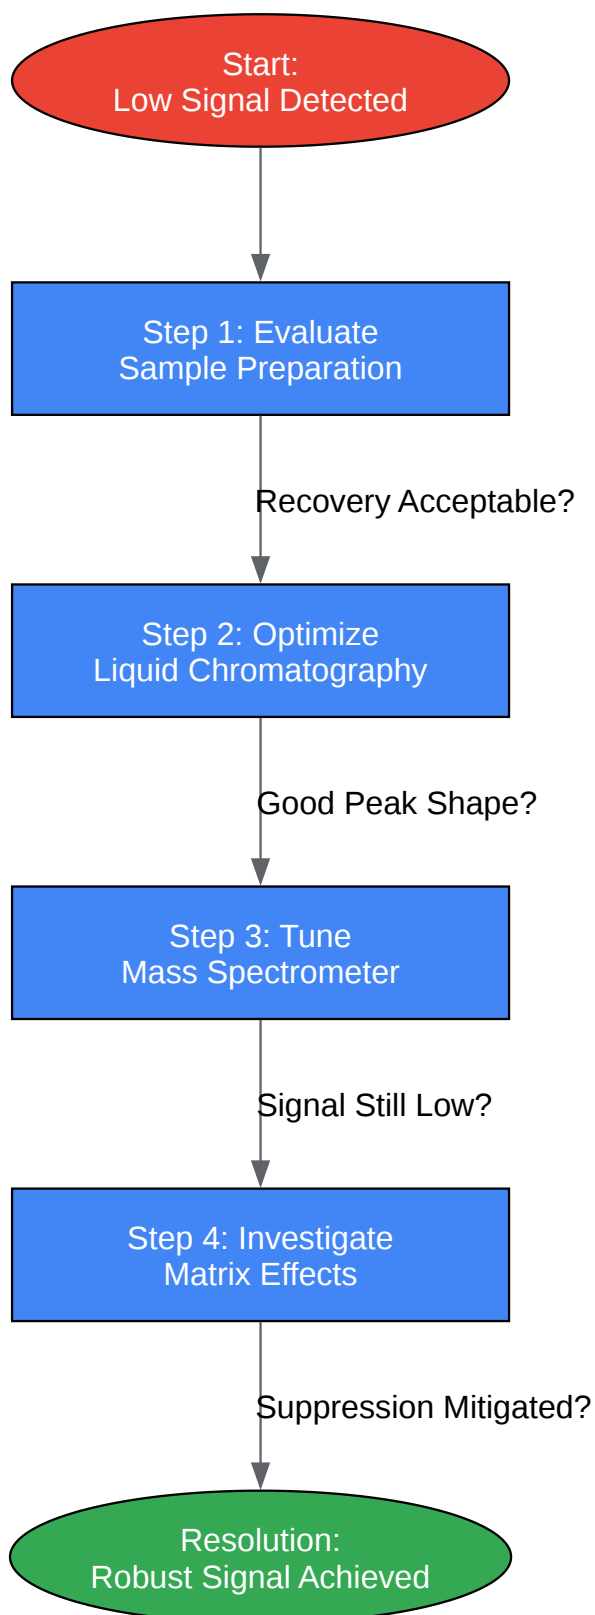 Start:
Low Signal Detected
Step 1: Evaluate
Sample Preparation
Recovery Acceptable?
Step 2: Optimize
Liquid Chromatography
Good Peak Shape?
Step 3: Tune
Mass Spectrometer
Signal Still Low?
Step 4: Investigate
Matrix Effects
Suppression Mitigated?
Resolution:
Robust Signal Achieved